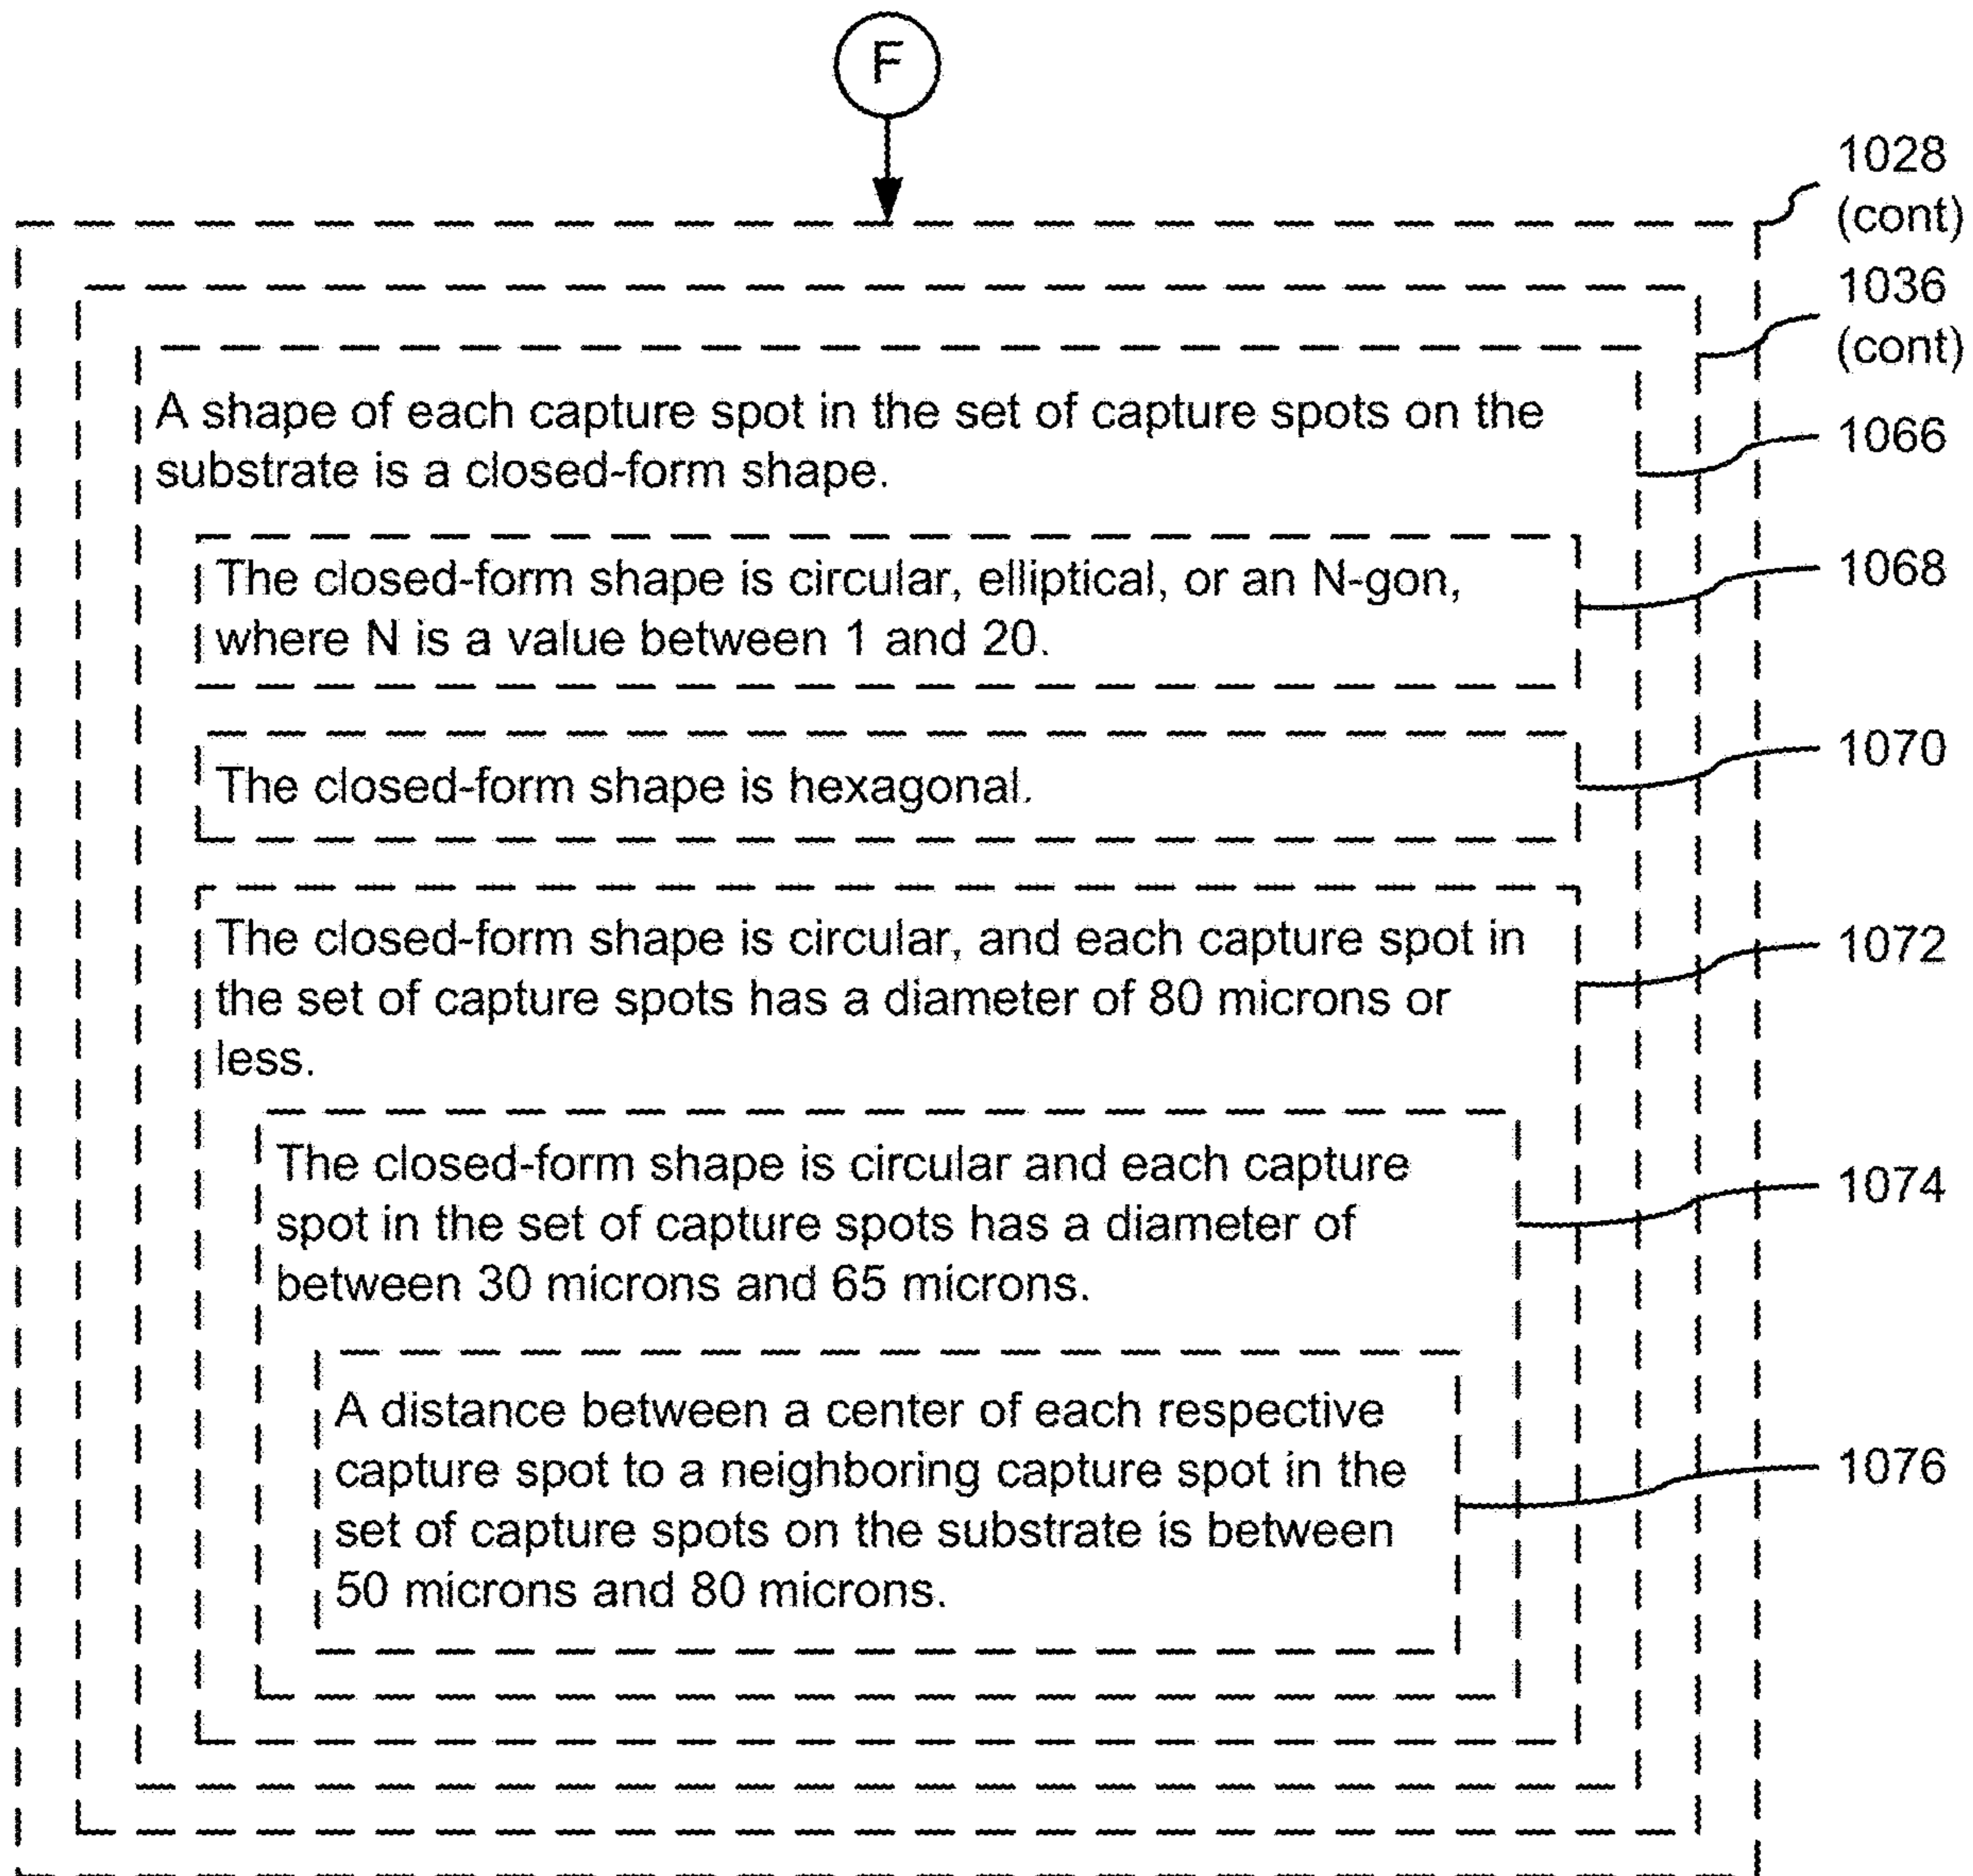 F
1028
(cont)
1036
(cont)
A shape of each capture spot in the set of capture spots on the
substrate is a closed-form shape.
1066
The closed-form shape is circular, elliptical, or an N-gon,
where N is a value between 1 and 20.
1068
The closed-form shape is hexagonal.
1070
The closed-form shape is circular, and each capture spot in
the set of capture spots has a diameter of 80 microns or
less.
1072
The closed-form shape is circular and each capture
spot in the set of capture spots has a diameter of
between 30 microns and 65 microns.
1074
A distance between a center of each respective
capture spot to a neighboring capture spot in the
set of capture spots on the substrate is between
50 microns and 80 microns.
1076